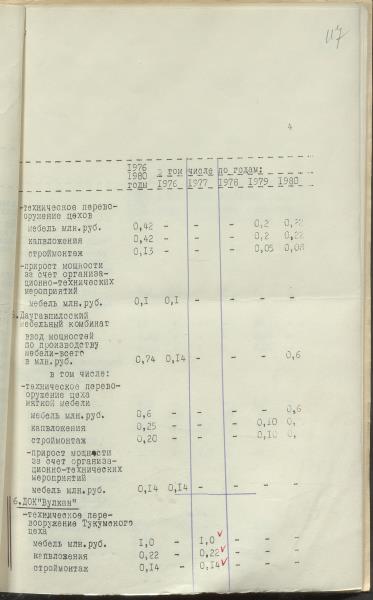 117
4
1976
1980 в том числе по годам:
годы 1976 1977 1978 1979 1980
-техническое перево-
оружение цехов
мебель млн.руб. 0,42 - - - 0,2 0,22
капвложения 0,42 - - - 0,2 0,22
строймонтаж 0,13 - - - 0,05 0,08
-прирост мощности
за счет организа-
ционно-технических
мероприятий
мебель млн.руб. 0,1 0,1 - - - -
5.Даугавпилсский
мебельный комбинат
ввод мощностей
по производству
мебели-всего
в млн.руб. 0,74 0,14 - - - 0,6
в том числе:
-техническое перево-
оружение цеха
мягкой мебели
мебель млн.руб. 0,6 - - - - 0,6
капвложения 0,25 - - - 0,10 0,
строймонтаж 0,20 - - - 0,10 0,
-прирост мощности
за счет организа-
ционно-технических
мероприятий
мебель млн.руб. 0,14 0,14 - - - -
6.ДОК"Вулкан"
-техническое пере-
вооружение Тукумского
цеха
мебель млн.руб. 1,0 - 1,0 - - -
капвложения 0,22 - 0,22 - - -
строймонтаж 0,14 - 0,14 - - -